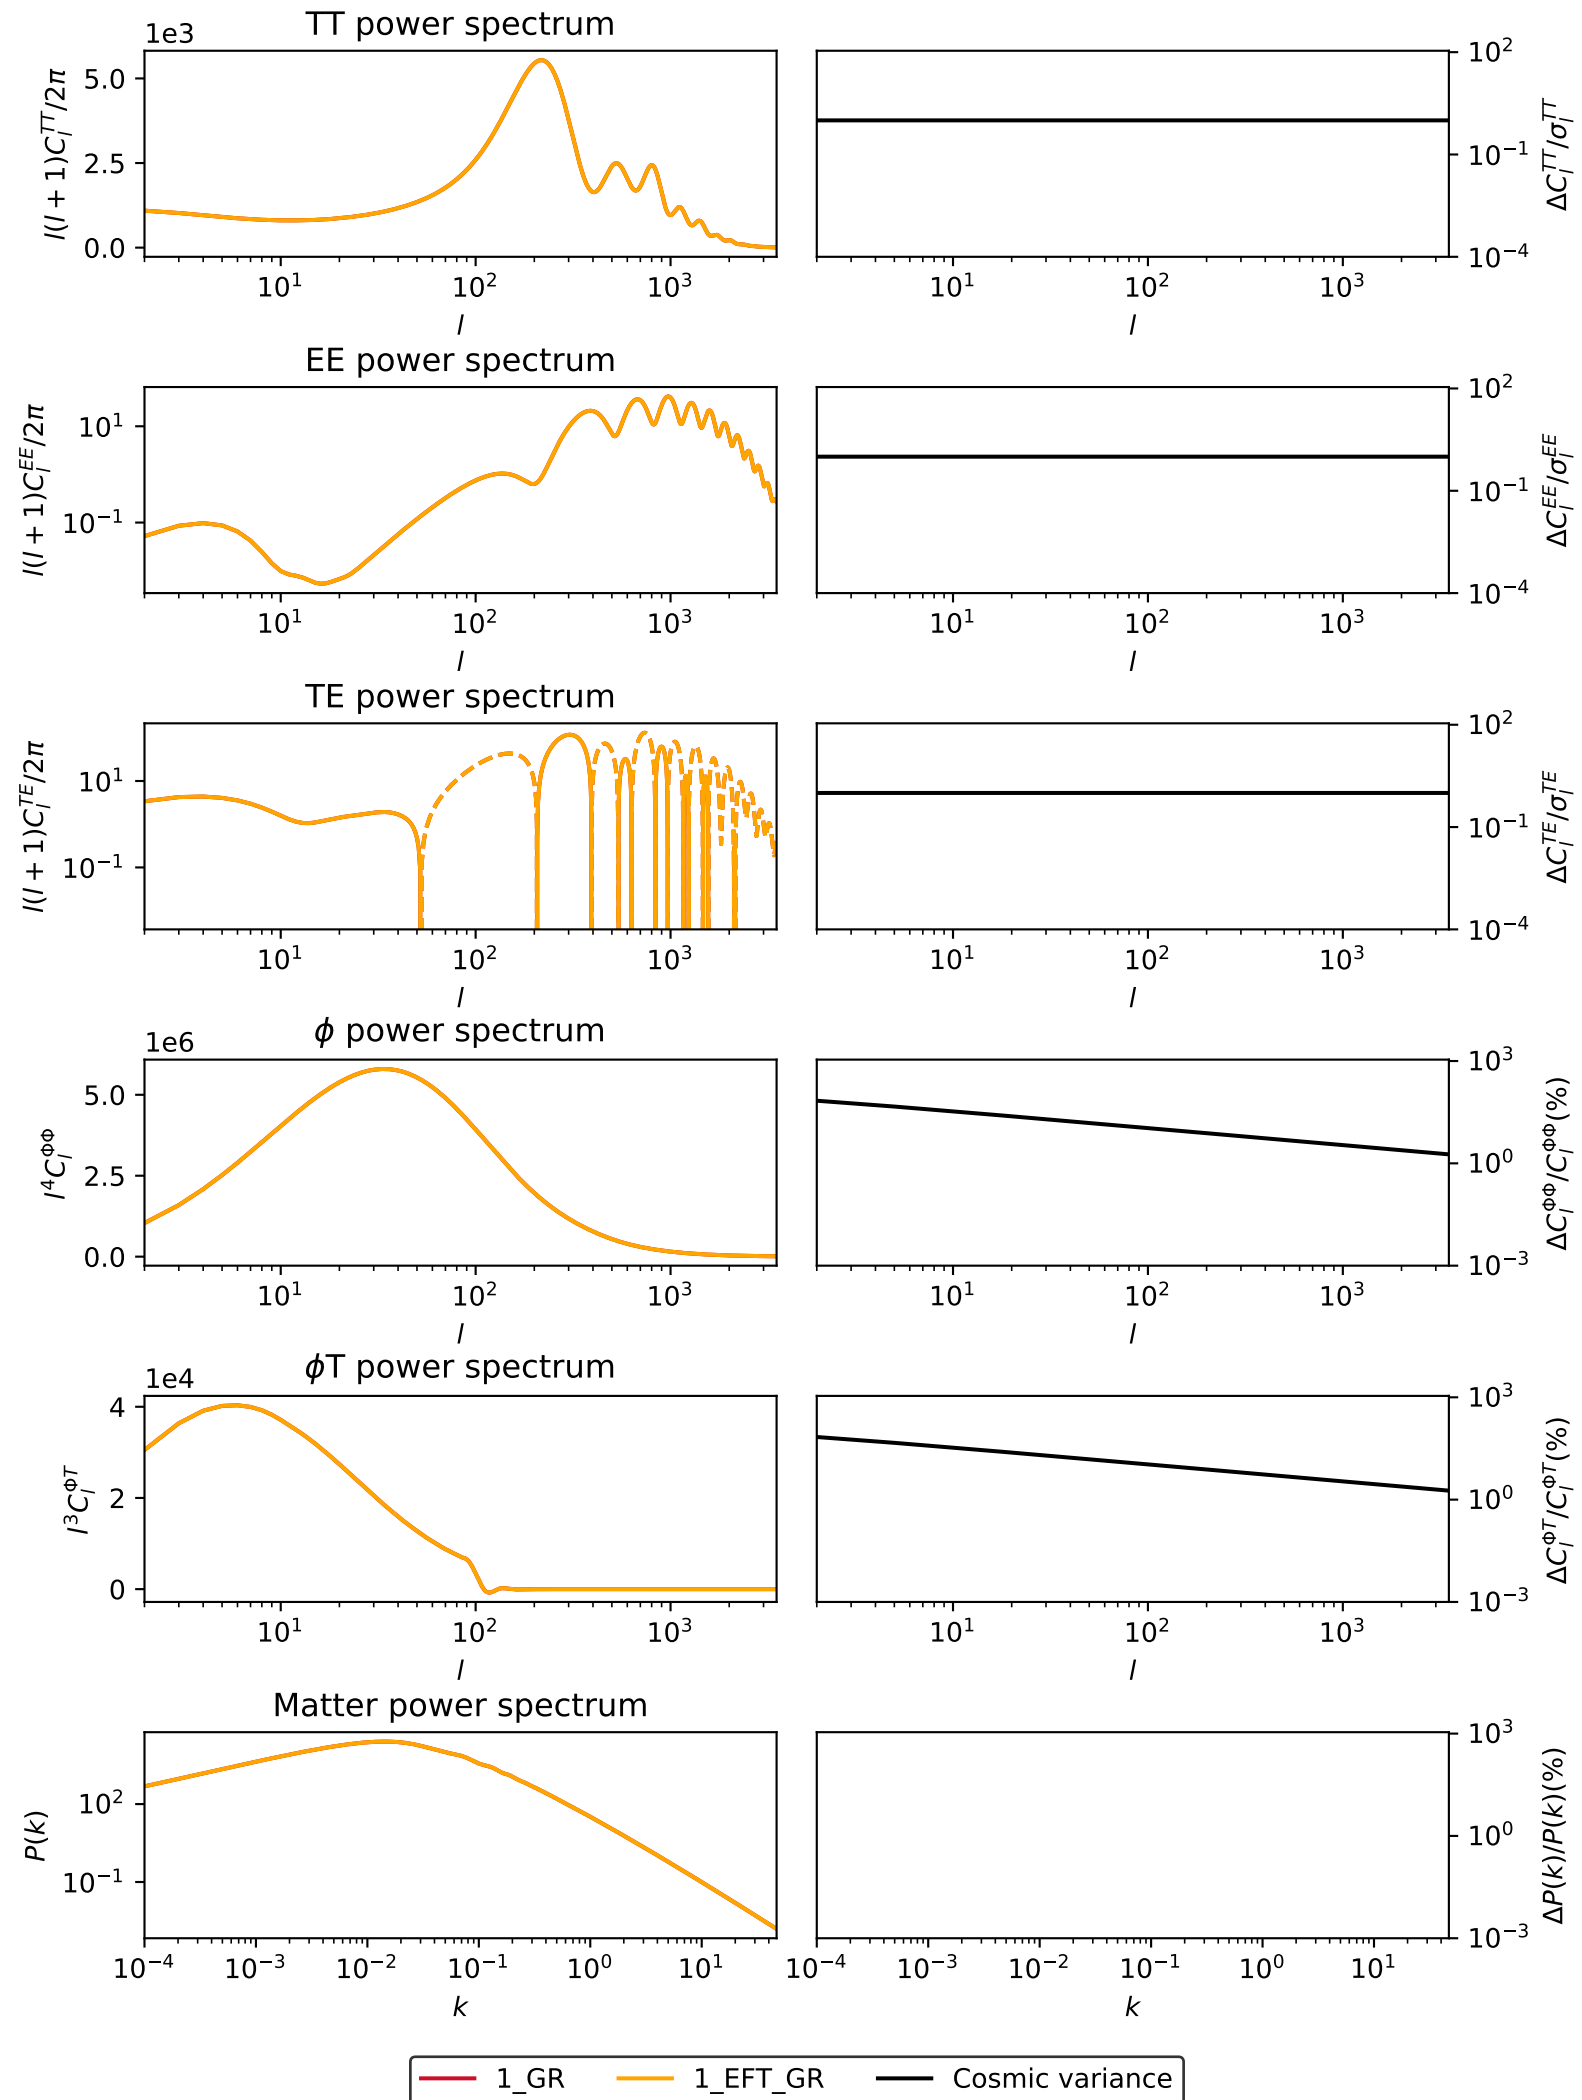 TT power spectrum
1e3
5.0
2.5
0.0
l(l + 1)C_l^{TT}/2π
10^1 10^2 10^3
l
10^2
10^{-1}
10^{-4}
ΔC_l^{TT}/σ_l^{TT}
10^1 10^2 10^3
l
EE power spectrum
10^1
10^{-1}
l(l + 1)C_l^{EE}/2π
10^1 10^2 10^3
l
10^2
10^{-1}
10^{-4}
ΔC_l^{EE}/σ_l^{EE}
10^1 10^2 10^3
l
TE power spectrum
10^1
10^{-1}
l(l + 1)C_l^{TE}/2π
10^1 10^2 10^3
l
10^2
10^{-1}
10^{-4}
ΔC_l^{TE}/σ_l^{TE}
10^1 10^2 10^3
l
ϕ power spectrum
1e6
5.0
2.5
0.0
l^4C_l^{ΦΦ}
10^1 10^2 10^3
l
10^3
10^0
10^{-3}
ΔC_l^{ΦΦ}/C_l^{ΦΦ}(%)
10^1 10^2 10^3
l
ϕT power spectrum
1e4
4
2
0
l^3C_l^{ΦT}
10^1 10^2 10^3
l
10^3
10^0
10^{-3}
ΔC_l^{ΦT}/C_l^{ΦT}(%)
10^1 10^2 10^3
l
Matter power spectrum
10^2
10^{-1}
P(k)
10^{-4} 10^{-3} 10^{-2} 10^{-1} 10^0 10^1
k
10^3
10^0
10^{-3}
ΔP(k)/P(k)(%)
10^{-4} 10^{-3} 10^{-2} 10^{-1} 10^0 10^1
k
1_GR 1_EFT_GR Cosmic variance